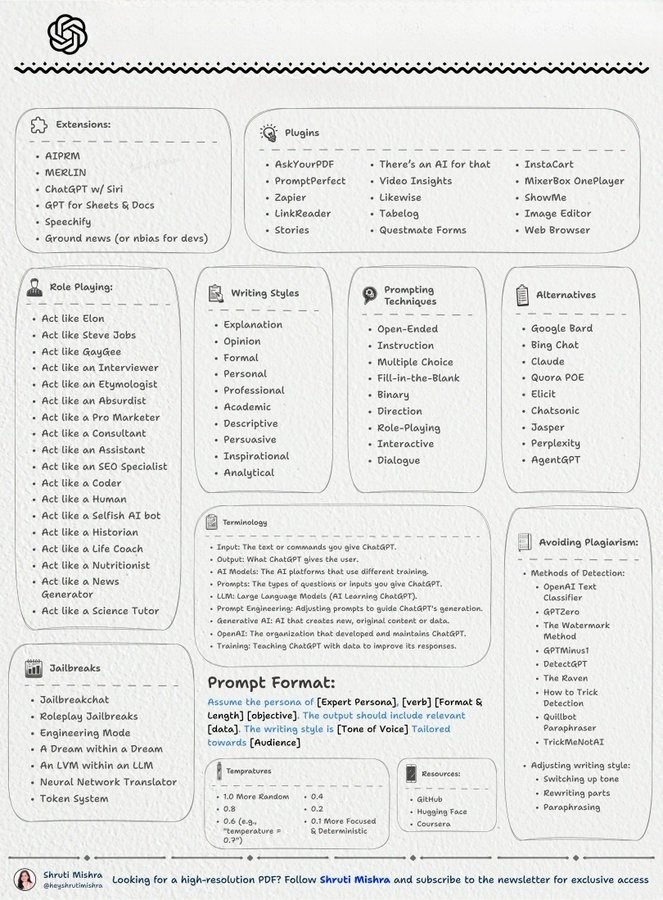 Extensions:
AIPRM
MERLIN
ChatGPT w/ Siri
GPT for Sheets & Docs
Speechify
Ground news (or nbias for devs)
Plugins
AskYourPDF
PromptPerfect
Zapier
LinkReader
Stories
There's an AI for that
Video Insights
Likewise
Tabelog
Questmate Forms
InstaCart
MixerBox OnePlayer
ShowMe
Image Editor
Web Browser
Role Playing:
Act like Elon
Act like Steve Jobs
Act like GayGee
Act like an Interviewer
Act like an Etymologist
Act like an Absurdist
Act like a Pro Marketer
Act like a Consultant
Act like an Assistant
Act like an SEO Specialist
Act like a Coder
Act like a Human
Act like a Selfish AI bot
Act like a Historian
Act like a Life Coach
Act like a Nutritionist
Act like a News
Generator
Act like a Science Tutor
Writing Styles
Explanation
Opinion
Formal
Personal
Professional
Academic
Descriptive
Persuasive
Inspirational
Analytical
Prompting
Techniques
Open-Ended
Instruction
Multiple Choice
Fill-in-the-Blank
Binary
Direction
Role-Playing
Interactive
Dialogue
Alternatives
Google Bard
Bing Chat
Claude
Quora POE
Elicit
Chatsonic
Jasper
Perplexity
AgentGPT
Terminology
Input: The text or commands you give ChatGPT.
Output: What ChatGPT gives the user.
AI Models: The AI platforms that use different training.
Prompts: The types of questions or inputs you give ChatGPT.
LLM: Large Language Models (AI Learning ChatGPT).
Prompt Engineering: Adjusting prompts to guide ChatGPT's generation.
Generative AI: AI that creates new, original content or data.
OpenAI: The organization that developed and maintains ChatGPT.
Training: Teaching ChatGPT with data to improve its responses.
Avoiding Plagiarism:
Methods of Detection:
OpenAI Text
Classifier
GPTZero
The Watermark
Method
GPTMinus1
DetectGPT
The Raven
How to Trick
Detection
Quillbot
Paraphraser
TrickMeNotAI
Adjusting writing style:
Switching up tone
Rewriting parts
Paraphrasing
Jailbreaks
Jailbreakchat
Roleplay Jailbreaks
Engineering Mode
A Dream within a Dream
An LVM within an LLM
Neural Network Translator
Token System
Prompt Format:
Assume the persona of [Expert Persona], [verb] [Format &
Length] [objective]. The output should include relevant
[data]. The writing style is [Tone of Voice] Tailored
towards [Audience]
Tempratures
1.0 More Random
0.8
0.6 (e.g.,
"temperature =
0.7")
0.4
0.2
0.1 More Focused
& Deterministic
Resources:
GitHub
Hugging Face
Coursera
Shruti Mishra
@heyshrutimishra
Looking for a high-resolution PDF? Follow Shruti Mishra and subscribe to the newsletter for exclusive access